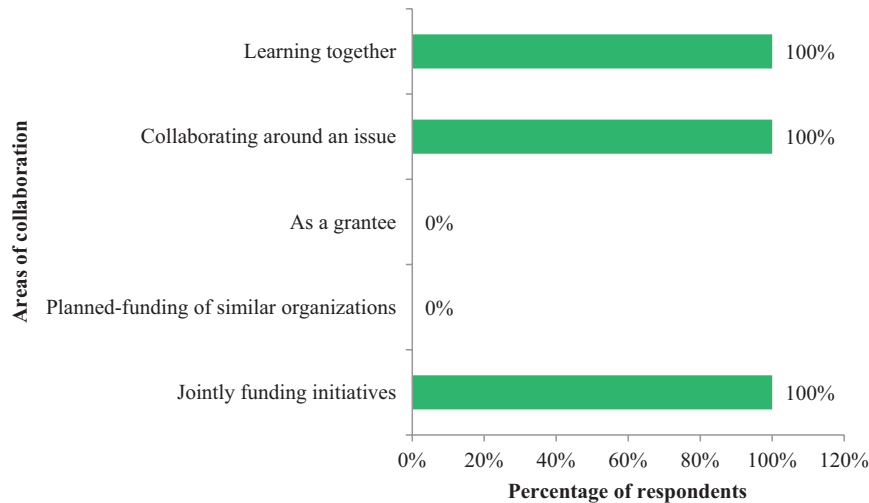 Areas of collaboration
Learning together 100%
Collaborating around an issue 100%
As a grantee 0%
Planned-funding of similar organizations 0%
Jointly funding initiatives 100%
0% 20% 40% 60% 80% 100% 120%
Percentage of respondents